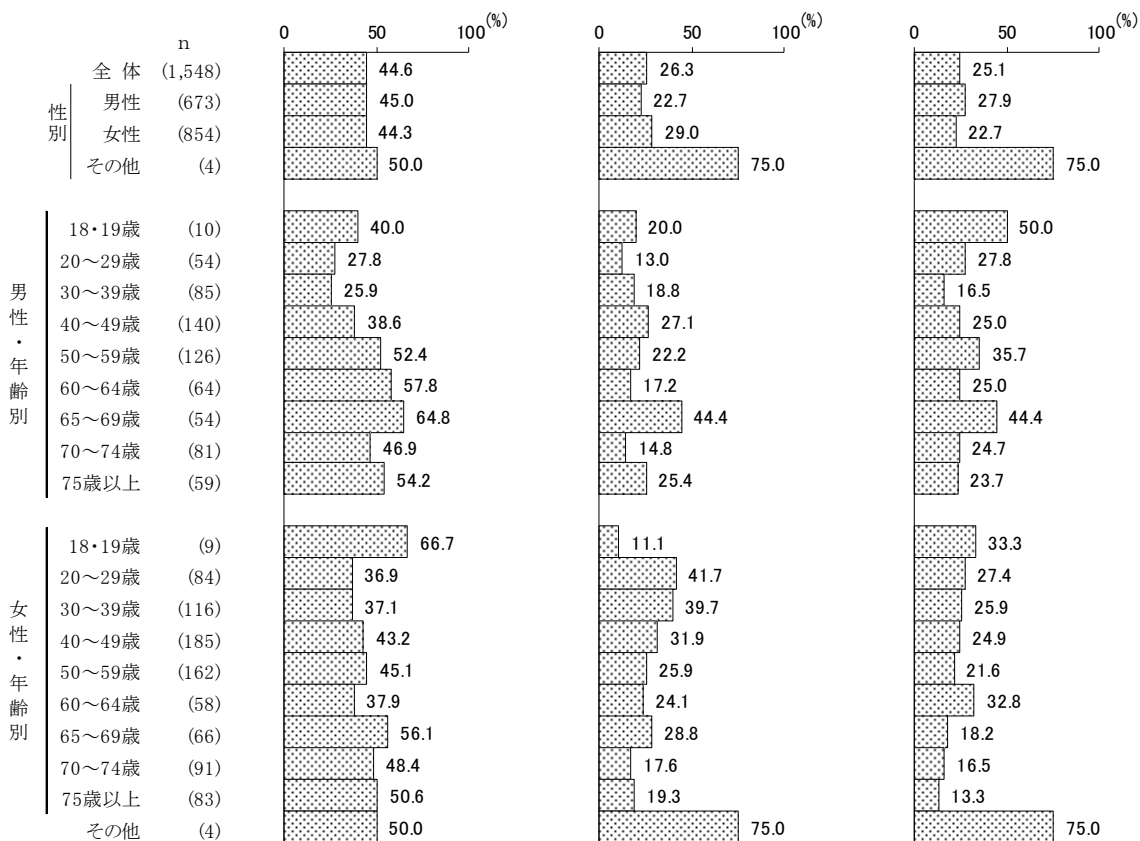 0 50 100(%) 0 50 100(%) 0 50 100(%)
n
全 体 (1,548) 44.6 26.3 25.1
性別
男性 (673) 45.0 22.7 27.9
女性 (854) 44.3 29.0 22.7
その他 (4) 50.0 75.0 75.0
男性・年齢別
18・19歳 (10) 40.0 20.0 50.0
20～29歳 (54) 27.8 13.0 27.8
30～39歳 (85) 25.9 18.8 16.5
40～49歳 (140) 38.6 27.1 25.0
50～59歳 (126) 52.4 22.2 35.7
60～64歳 (64) 57.8 17.2 25.0
65～69歳 (54) 64.8 44.4 44.4
70～74歳 (81) 46.9 14.8 24.7
75歳以上 (59) 54.2 25.4 23.7
女性・年齢別
18・19歳 (9) 66.7 11.1 33.3
20～29歳 (84) 36.9 41.7 27.4
30～39歳 (116) 37.1 39.7 25.9
40～49歳 (185) 43.2 31.9 24.9
50～59歳 (162) 45.1 25.9 21.6
60～64歳 (58) 37.9 24.1 32.8
65～69歳 (66) 56.1 28.8 18.2
70～74歳 (91) 48.4 17.6 16.5
75歳以上 (83) 50.6 19.3 13.3
その他 (4) 50.0 75.0 75.0